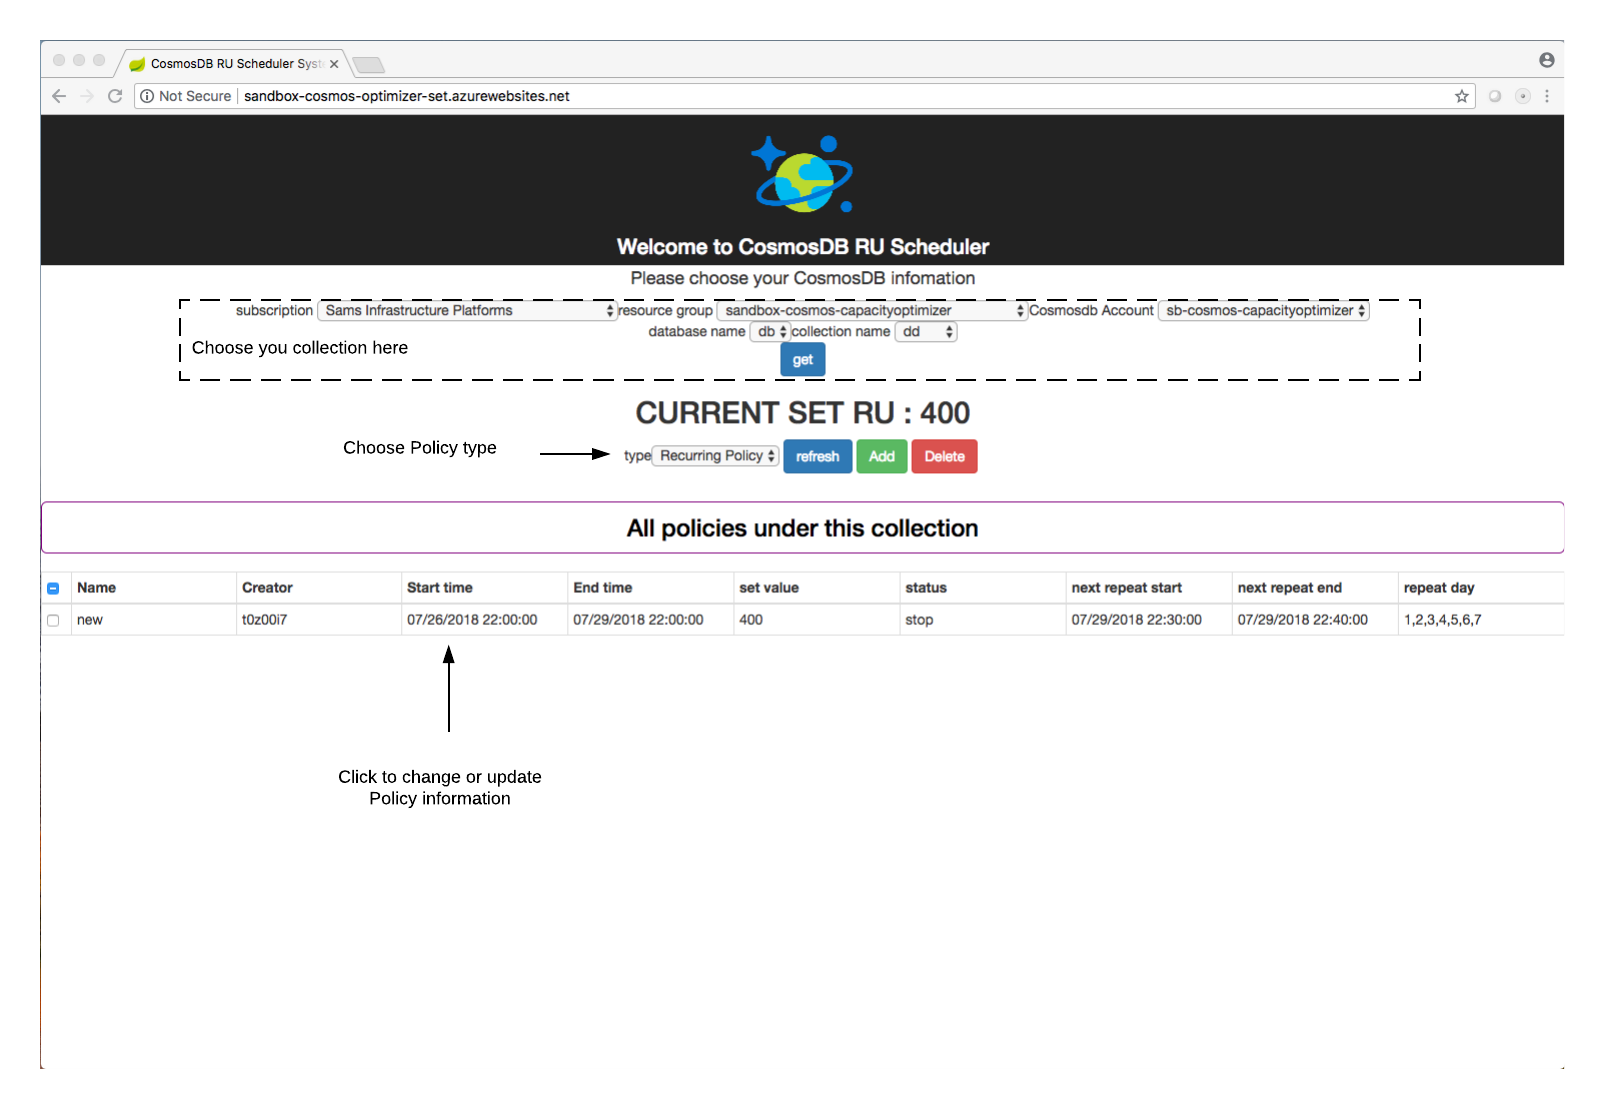 CosmosDB RU Scheduler Syst
Not Secure sandbox-cosmos-optimizer-set.azurewebsites.net
Welcome to CosmosDB RU Scheduler
Please choose your CosmosDB infomation
subscription Sams Infrastructure Platforms resource group sandbox-cosmos-capacityoptimizer Cosmosdb Account sb-cosmos-capacityoptimizer
database name db collection name dd
Choose you collection here
get
CURRENT SET RU : 400
Choose Policy type
type Recurring Policy refresh Add Delete
All policies under this collection
Name Creator Start time End time set value status next repeat start next repeat end repeat day
new t0z00i7 07/26/2018 22:00:00 07/29/2018 22:00:00 400 stop 07/29/2018 22:30:00 07/29/2018 22:40:00 1,2,3,4,5,6,7
Click to change or update
Policy information